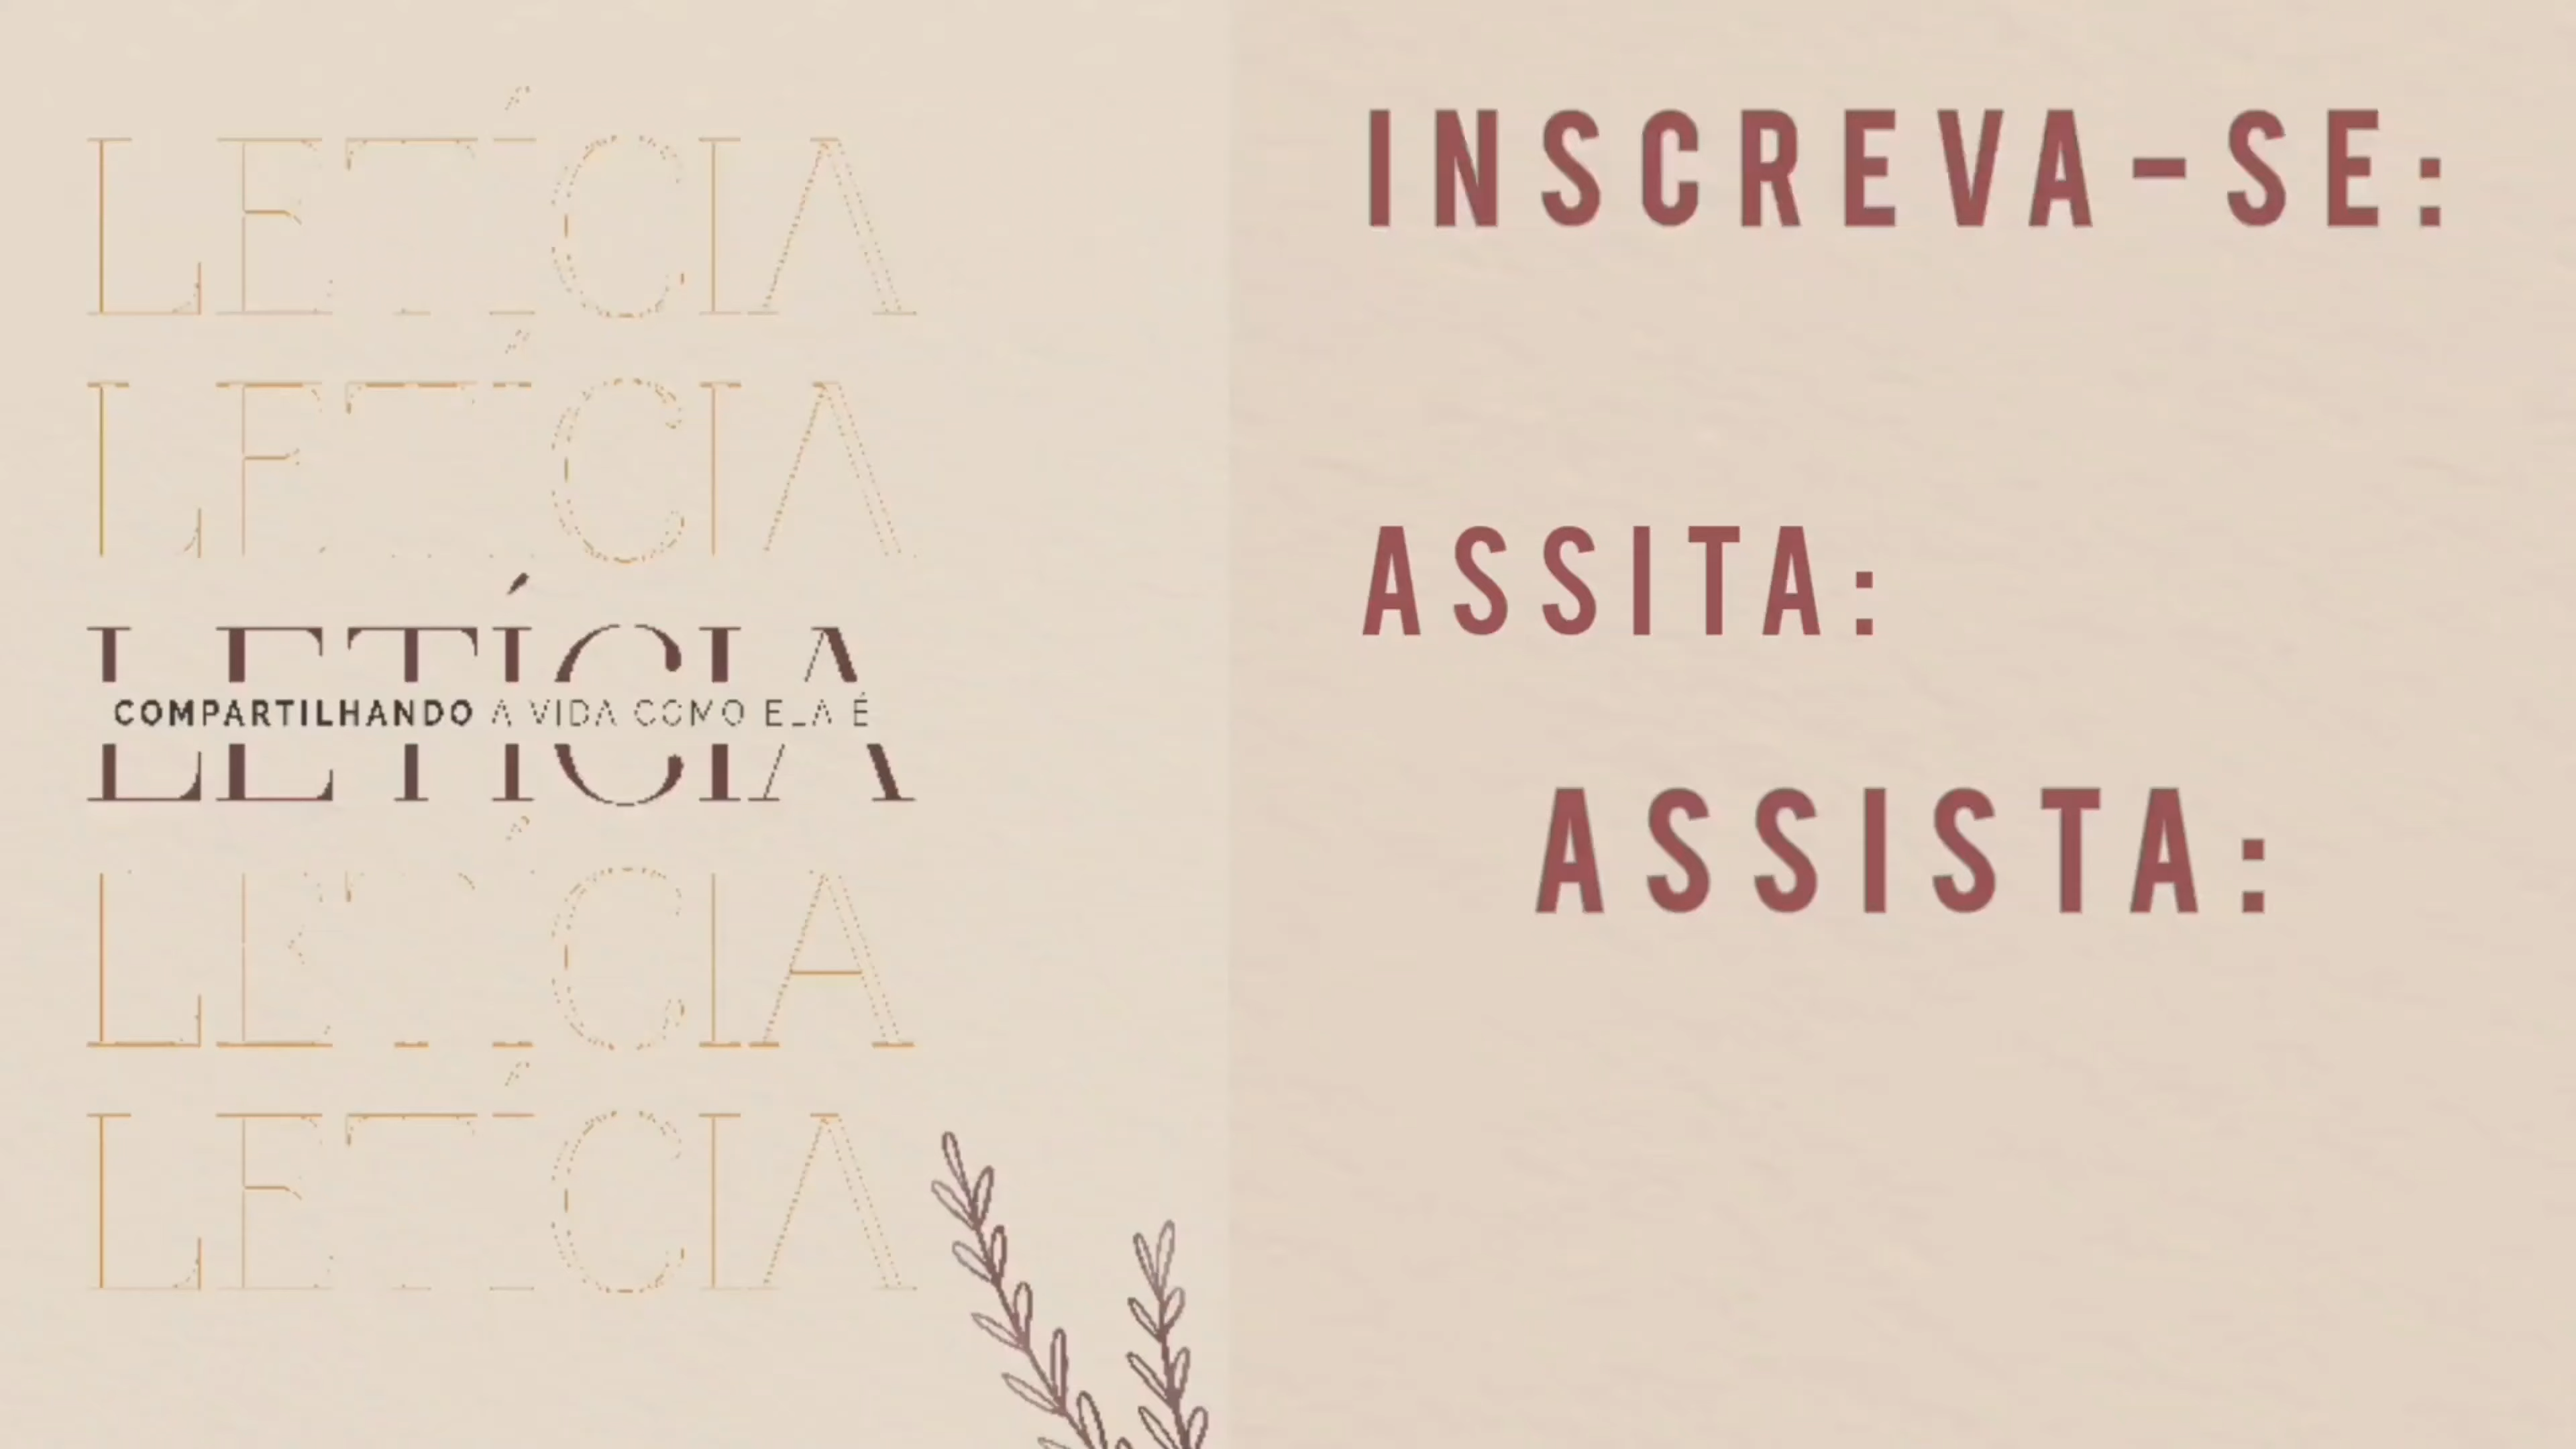 LETÍCIA
LETÍCIA
LETÍCIA
COMPARTILHANDO A VIDA COMO ELA É
LETÍCIA
LETÍCIA
INSCREVA-SE:
ASSITA:
ASSISTA: